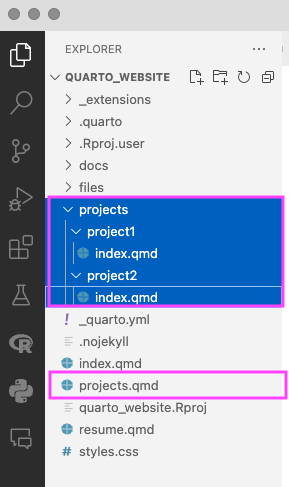 EXPLORER
QUARTO_WEBSITE
_extensions
.quarto
.Rproj.user
docs
files
projects
project1
index.qmd
project2
index.qmd
_quarto.yml
.nojekyll
index.qmd
projects.qmd
quarto_website.Rproj
resume.qmd
styles.css